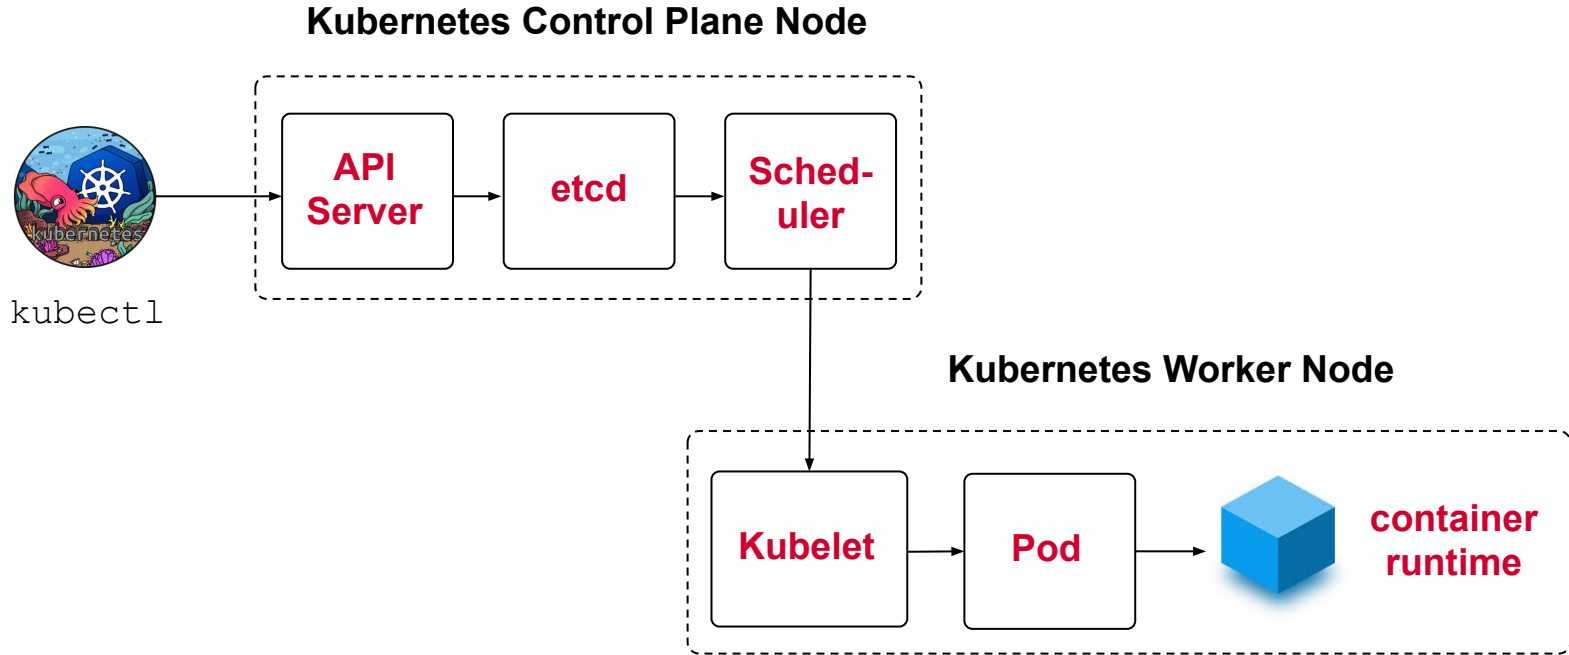 Kubernetes Control Plane Node
API
Server
etcd
Sched-
uler
kubernetes
kubectl
Kubernetes Worker Node
Kubelet
Pod
container
runtime